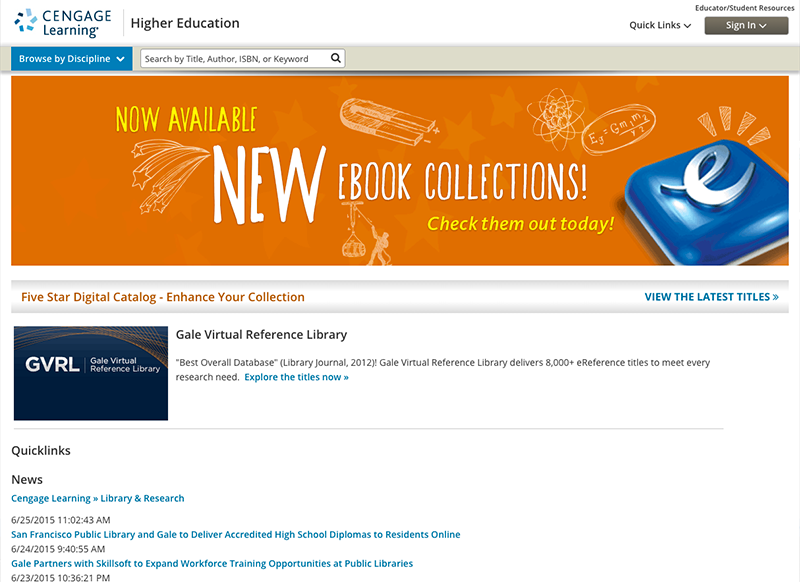 Educator/Student Resources
CENGAGE
Learning®
Higher Education
Quick Links
Sign In
Browse by Discipline
Search by Title, Author, ISBN, or Keyword
NOW AVAILABLE
NEW EBOOK COLLECTIONS!
Check them out today!
Eg=Gm1m2
r2
e
Five Star Digital Catalog - Enhance Your Collection
VIEW THE LATEST TITLES »
GVRL
Gale Virtual
Reference Library
Gale Virtual Reference Library
"Best Overall Database" (Library Journal, 2012)! Gale Virtual Reference Library delivers 8,000+ eReference titles to meet every
research need. Explore the titles now »
Quicklinks
News
Cengage Learning » Library & Research
6/25/2015 11:02:43 AM
San Francisco Public Library and Gale to Deliver Accredited High School Diplomas to Residents Online
6/24/2015 9:40:55 AM
Gale Partners with Skillsoft to Expand Workforce Training Opportunities at Public Libraries
6/23/2015 10:36:21 PM